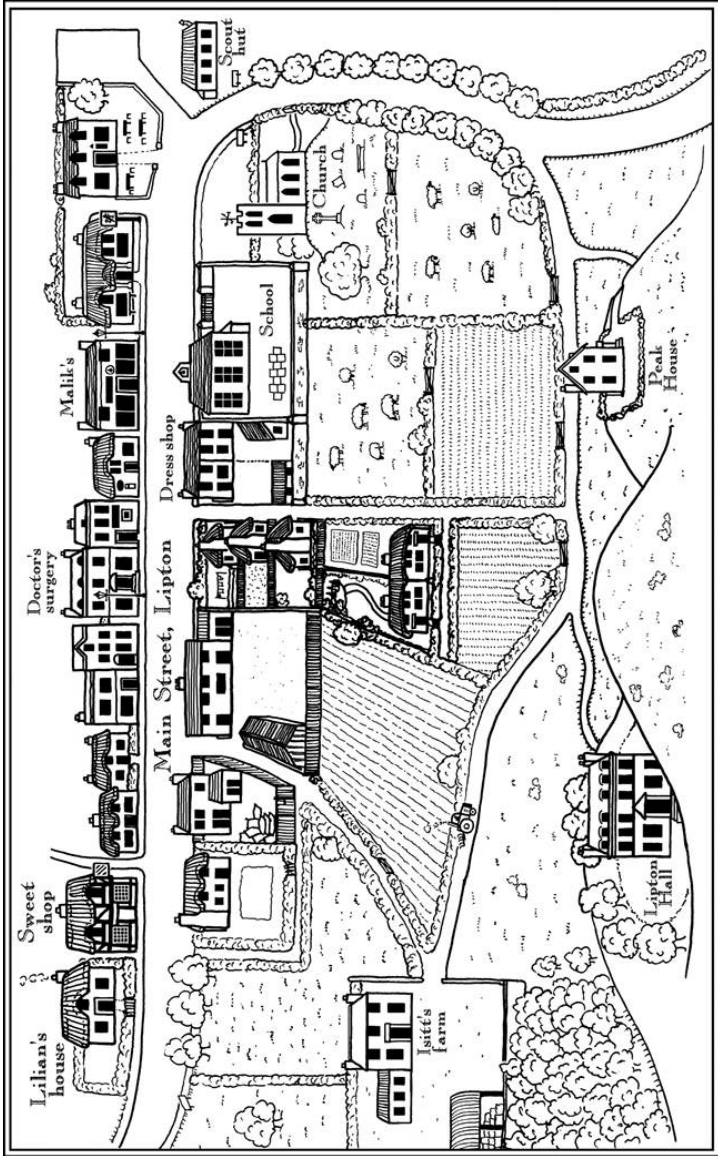 Lilian's
house
Sweet
shop
Doctor's
surgery
Malik's
Scout
hut
Main Street, Lipton
Dress shop
School
Church
Isitt's
farm
Lipton
Hall
Peak
House